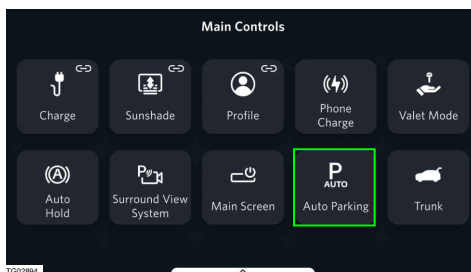 Main Controls
Charge
Sunshade
Profile
Phone
Charge
Valet Mode
A
Auto
Hold
P
Surround View
System
Main Screen
P
AUTO
Auto Parking
Trunk
TG02894